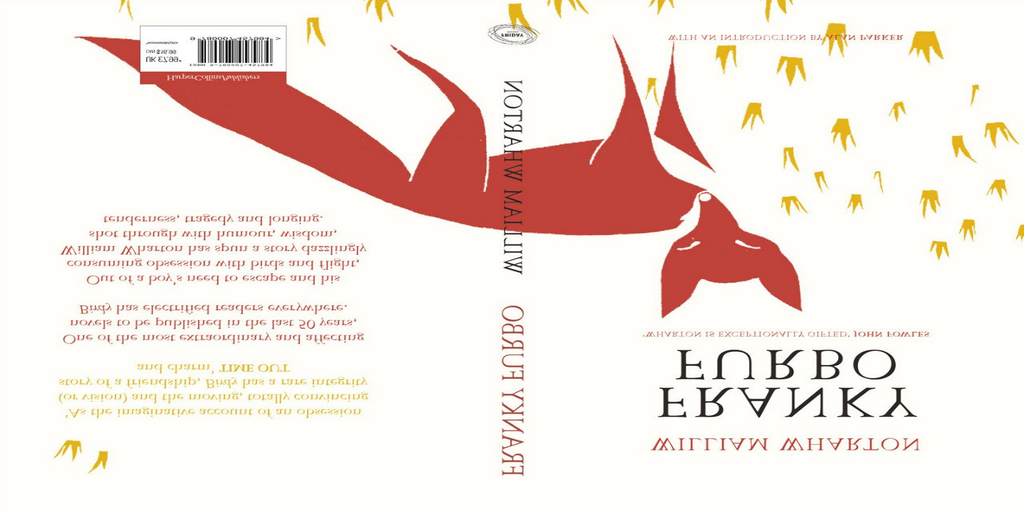 'As the imaginative account of an obsession
(or vision) and the moving, totally convincing
story of a friendship, Birdy has a rare integrity
and charm' TIME OUT
One of the most extraordinary and affecting
novels to be published in the last 50 years,
Birdy has electrified readers everywhere.
Out of a boy's need to escape and his
consuming obsession with birds and flight,
William Wharton has spun a story dazzlingly
shot through with humour, wisdom,
tenderness, tragedy and longing.
HarperCollinsPublishers
UK £7.99*
9 780007 457984 >
FRANKY FURBO WILLIAM WHARTON
FRIDAY
WILLIAM WHARTON
FRANKY
FURBO
'WHARTON IS EXCEPTIONALLY GIFTED' JOHN FOWLES
WITH AN INTRODUCTION BY ALAN PARKER